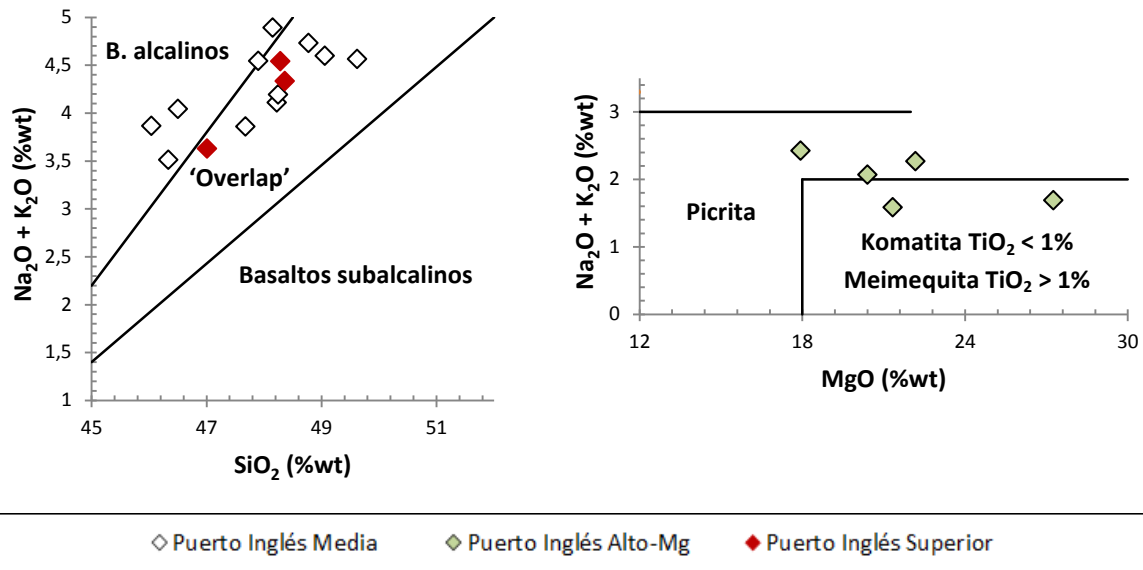 Na₂O + K₂O (%wt)
5
4,5
4
3,5
3
2,5
2
1,5
1
B. alcalinos
‘Overlap’
Basaltos subalcalinos
45 47 49 51
SiO₂ (%wt)
Na₂O + K₂O (%wt)
3
2
1
0
Picrita
Komatita TiO₂ < 1%
Meimequita TiO₂ > 1%
12 18 24 30
MgO (%wt)
Puerto Inglés Media Puerto Inglés Alto-Mg Puerto Inglés Superior